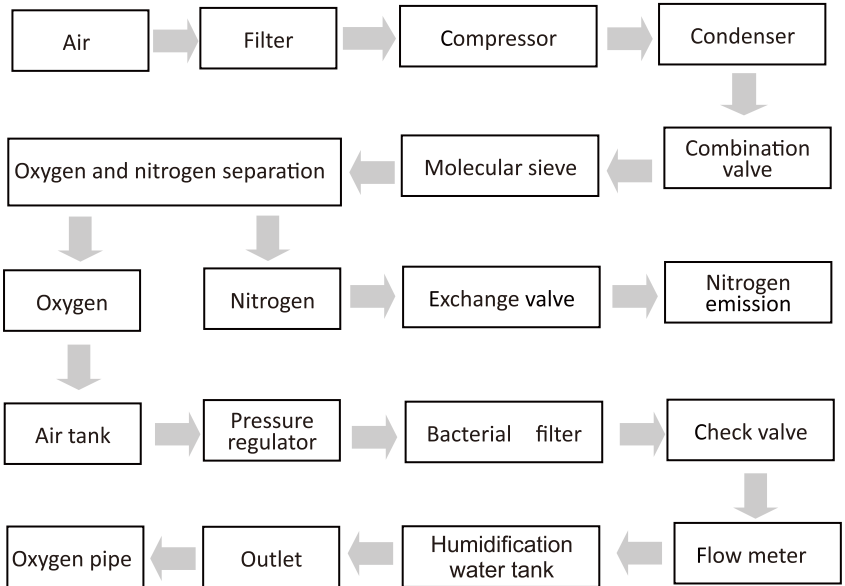 Air
Filter
Compressor
Condenser
Combination
valve
Molecular sieve
Oxygen and nitrogen separation
Oxygen
Nitrogen
Exchange valve
Nitrogen
emission
Air tank
Pressure
regulator
Bacterial filter
Check valve
Flow meter
Humidification
water tank
Outlet
Oxygen pipe